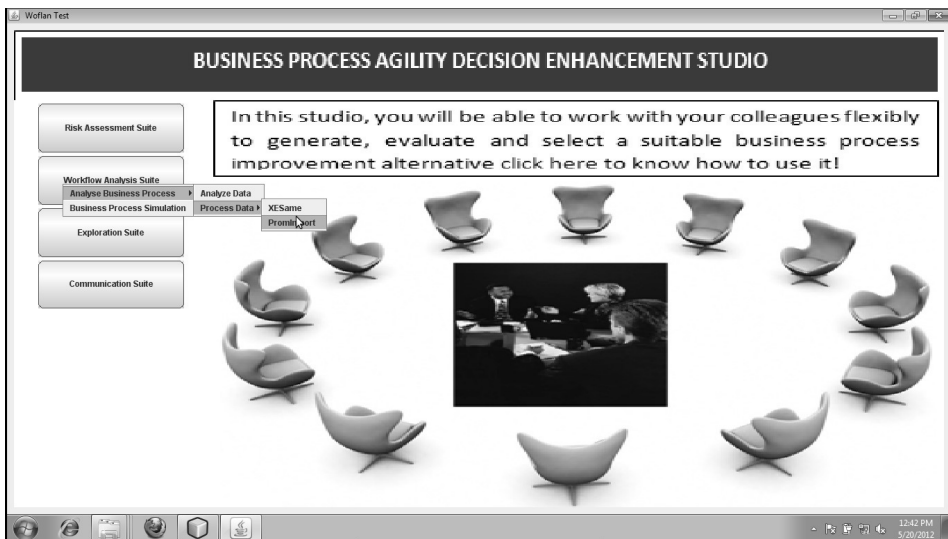 Woflan Test
BUSINESS PROCESS AGILITY DECISION ENHANCEMENT STUDIO
Risk Assessment Suite
In this studio, you will be able to work with your colleagues flexibly
to generate, evaluate and select a suitable business process
improvement alternative click here to know how to use it!
Workflow Analysis Suite
Analyse Business Process
Analyze Data
Business Process Simulation
Process Data
XESame
Exploration Suite
Communication Suite
12:42 PM
5/20/2012